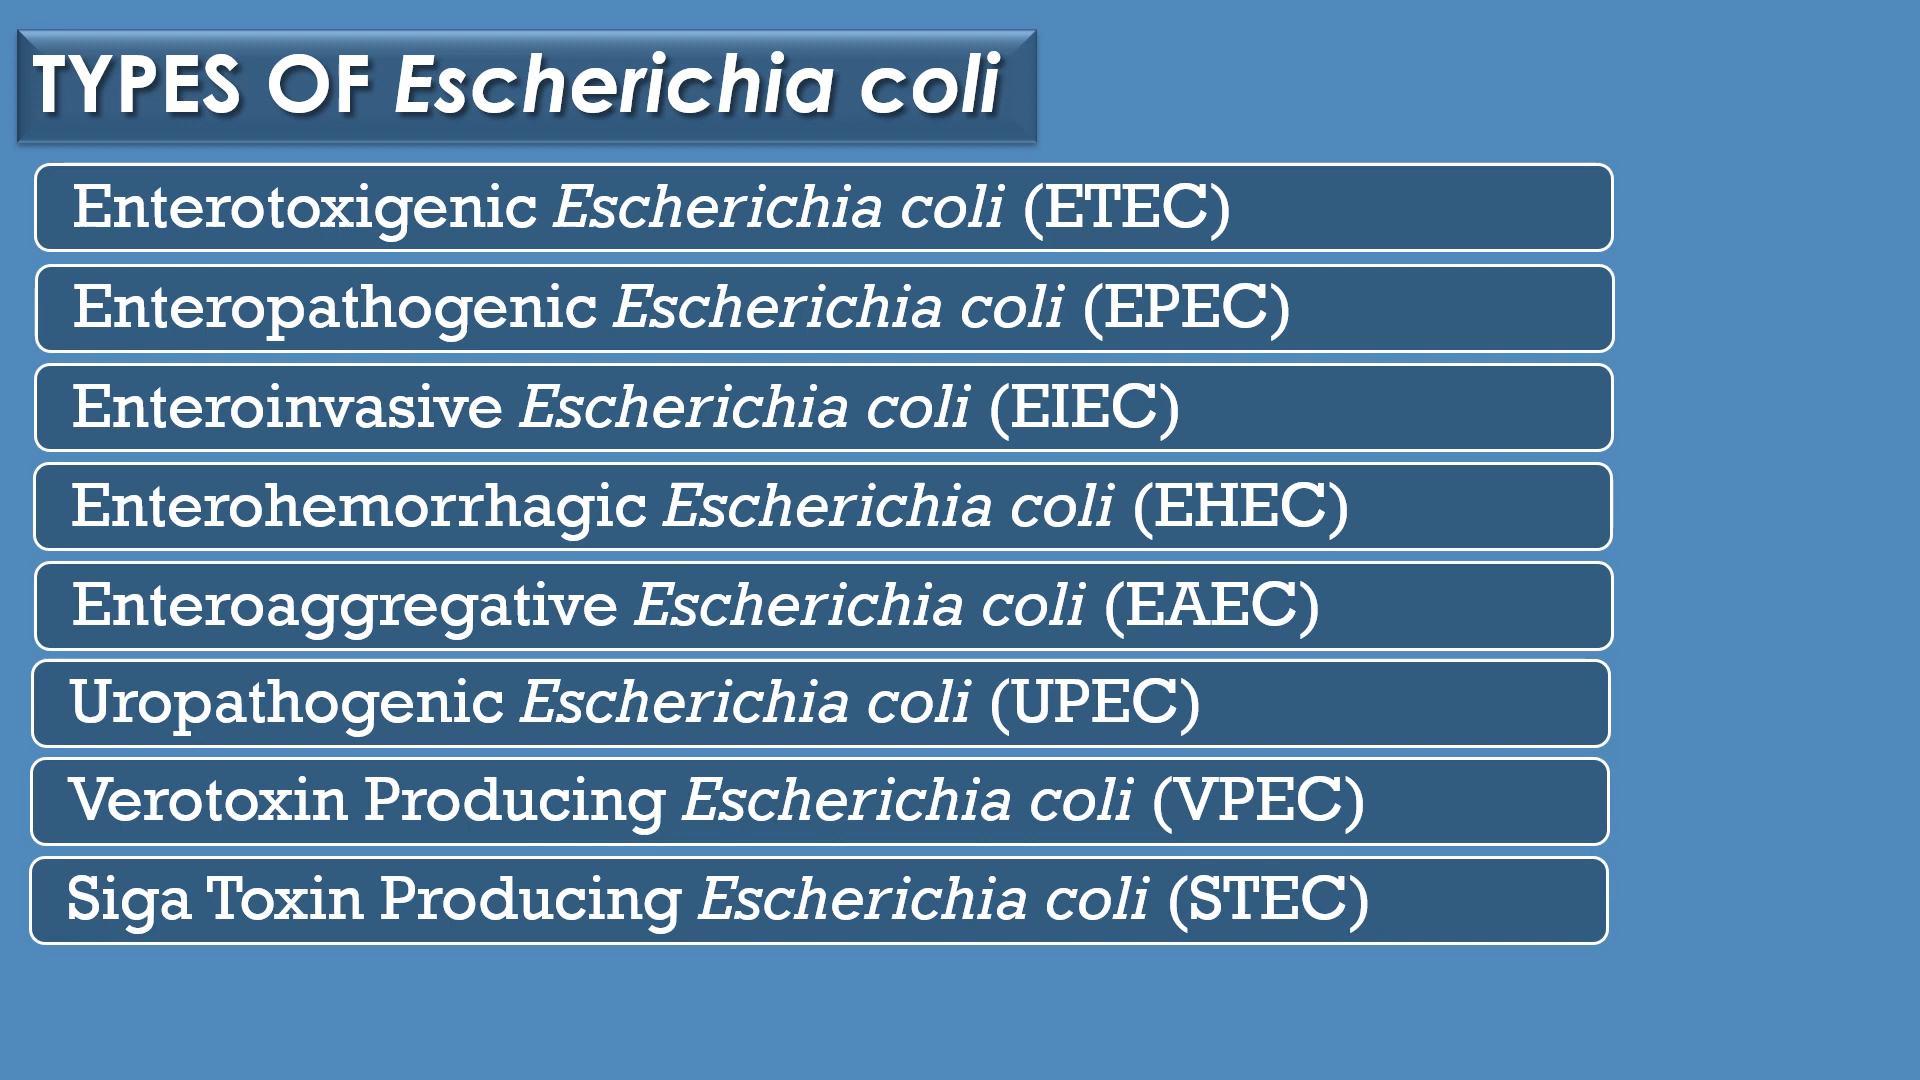 TYPES OF Escherichia coli
Enterotoxigenic Escherichia coli (ETEC)
Enteropathogenic Escherichia coli (EPEC)
Enteroinvasive Escherichia coli (EIEC)
Enterohemorrhagic Escherichia coli (EHEC)
Enteroaggregative Escherichia coli (EAEC)
Uropathogenic Escherichia coli (UPEC)
Verotoxin Producing Escherichia coli (VPEC)
Siga Toxin Producing Escherichia coli (STEC)